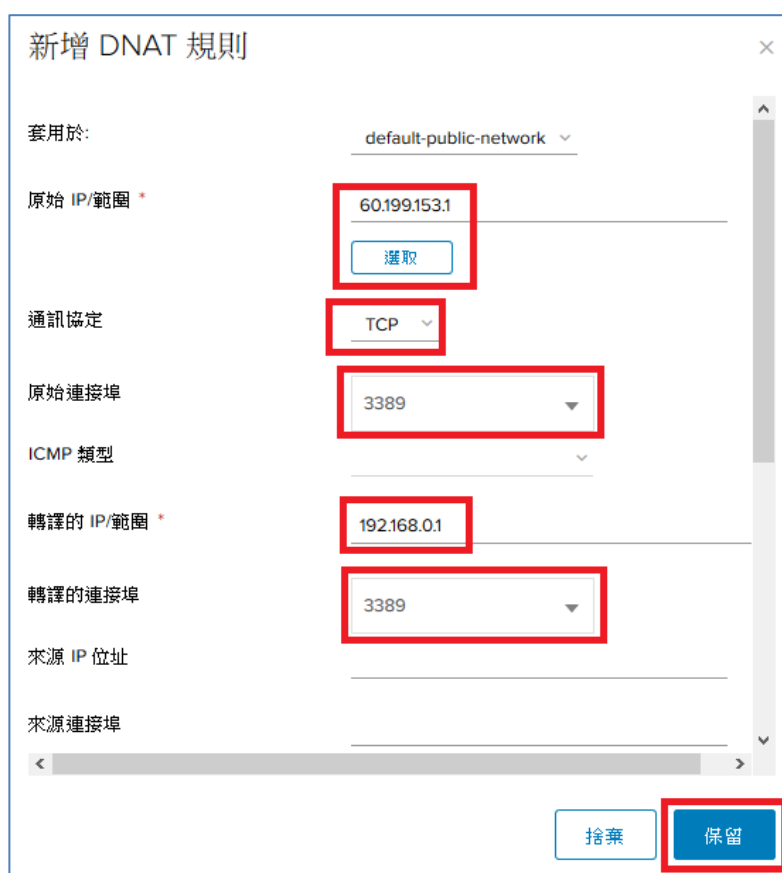 新增 DNAT 規則
套用於:
default-public-network
原始 IP/範圍 *
60.199.153.1
選取
通訊協定
TCP
原始連接埠
3389
ICMP 類型
轉譯的 IP/範圍 *
192.168.0.1
轉譯的連接埠
3389
來源 IP 位址
來源連接埠
捨棄
保留